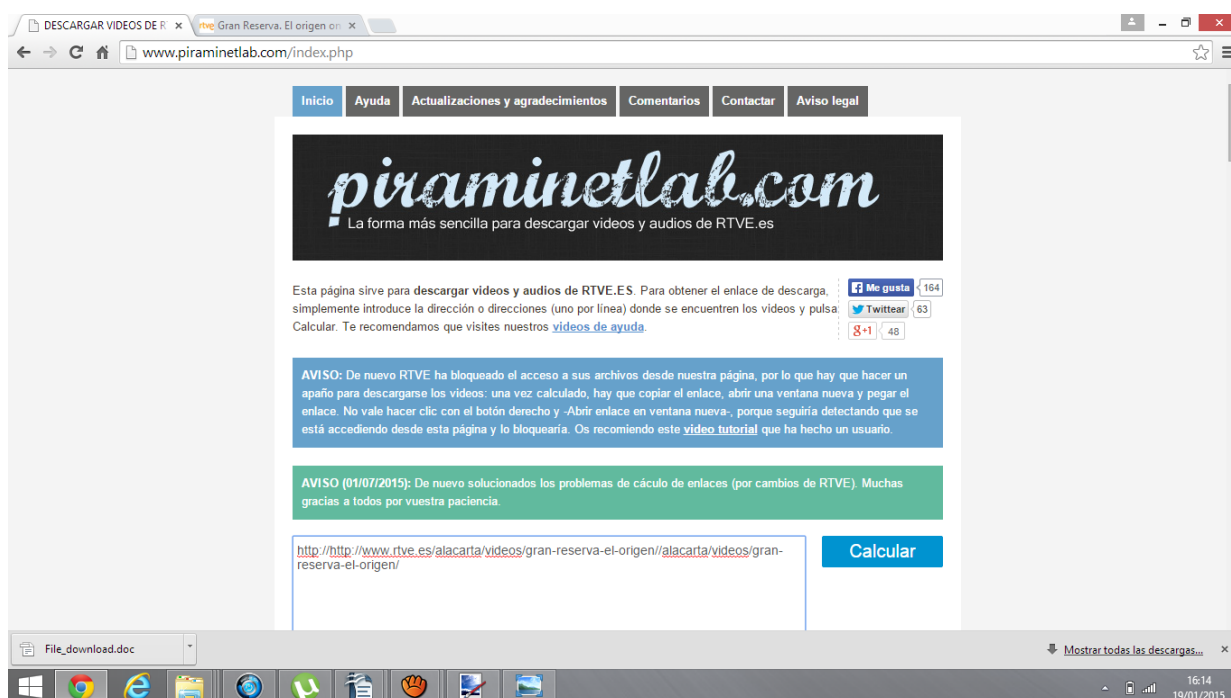 DESCARGAR VIDEOS DE R
rtve Gran Reserva. El origen on
www.piraminetlab.com/index.php
Inicio Ayuda Actualizaciones y agradecimientos Comentarios Contactar Aviso legal
piraminetlab.com
La forma más sencilla para descargar videos y audios de RTVE.es
Esta página sirve para descargar videos y audios de RTVE.ES. Para obtener el enlace de descarga,
simplemente introduce la dirección o direcciones (uno por línea) donde se encuentren los videos y pulsa
Calcular. Te recomendamos que visites nuestros videos de ayuda.
Me gusta 164
Twittear 63
g+1 48
AVISO: De nuevo RTVE ha bloqueado el acceso a sus archivos desde nuestra página, por lo que hay que hacer un
apaño para descargarse los videos: una vez calculado, hay que copiar el enlace, abrir una ventana nueva y pegar el
enlace. No vale hacer clic con el botón derecho y -Abrir enlace en ventana nueva-, porque seguiría detectando que se
está accediendo desde esta página y lo bloquearía. Os recomiendo este video tutorial que ha hecho un usuario.
AVISO (01/07/2015): De nuevo solucionados los problemas de cáculo de enlaces (por cambios de RTVE). Muchas
gracias a todos por vuestra paciencia.
http://http://www.rtve.es/alacarta/videos/gran-reserva-el-origen//alacarta/videos/gran-
reserva-el-origen/
Calcular
File_download.doc
Mostrar todas las descargas...
16:14